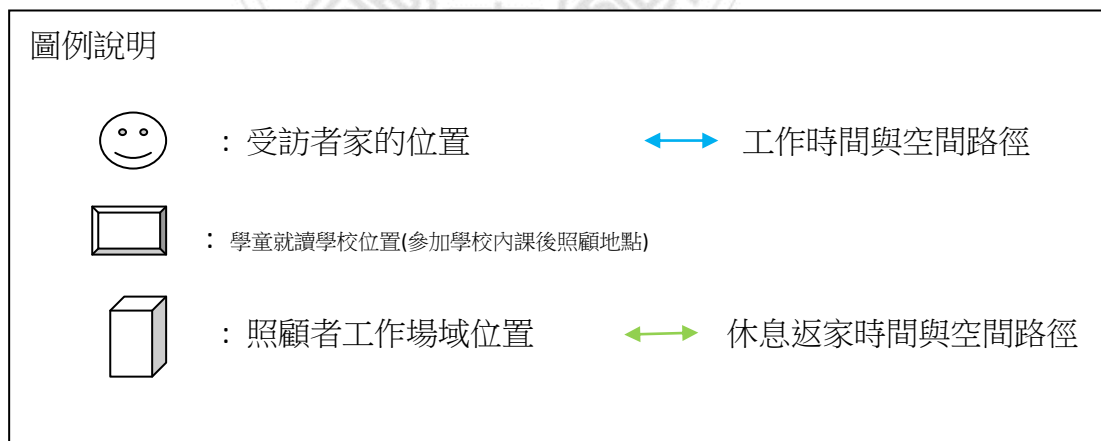 圖例說明
：受訪者家的位置 工作時間與空間路徑
：學童就讀學校位置(參加學校內課後照顧地點)
：照顧者工作場域位置 休息返家時間與空間路徑